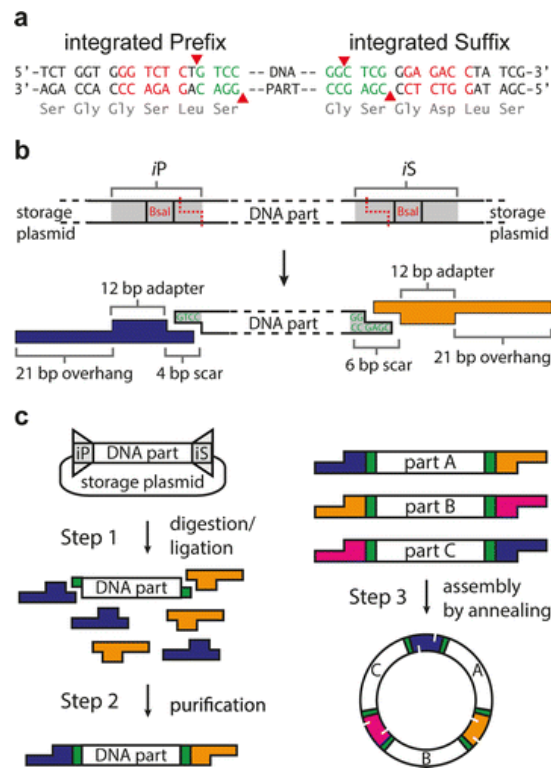 a
integrated Prefix integrated Suffix
5'-TCT GGT GGG TCT CTG TCC -- DNA -- GGC TCG GGA GAC CTA TCG-3'
3'-AGA CCA CCC AGA GAC AGG -- PART -- CCG AGC CCT CTG GAT AGC-5'
Ser Gly Gly Ser Leu Ser Gly Ser Gly Asp Leu Ser
b
iP iS
storage plasmid BsaI DNA part BsaI storage plasmid
12 bp adapter 12 bp adapter
GTCC DNA part GG
CC GAGC
21 bp overhang 4 bp scar 6 bp scar 21 bp overhang
c
iP DNA part iS
storage plasmid
Step 1 digestion/
ligation
DNA part
Step 2 purification
DNA part
part A
part B
part C
Step 3 assembly
by annealing
C A
B